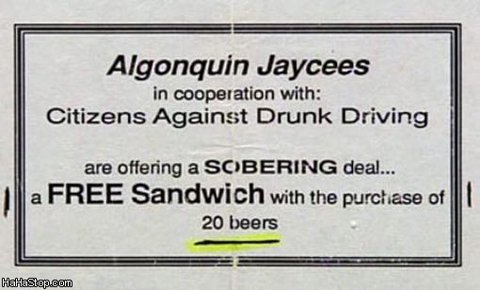 Algonquin Jaycees
in cooperation with:
Citizens Against Drunk Driving
are offering a SOBERING deal...
a FREE Sandwich with the purchase of
20 beers
HaHaStop.com